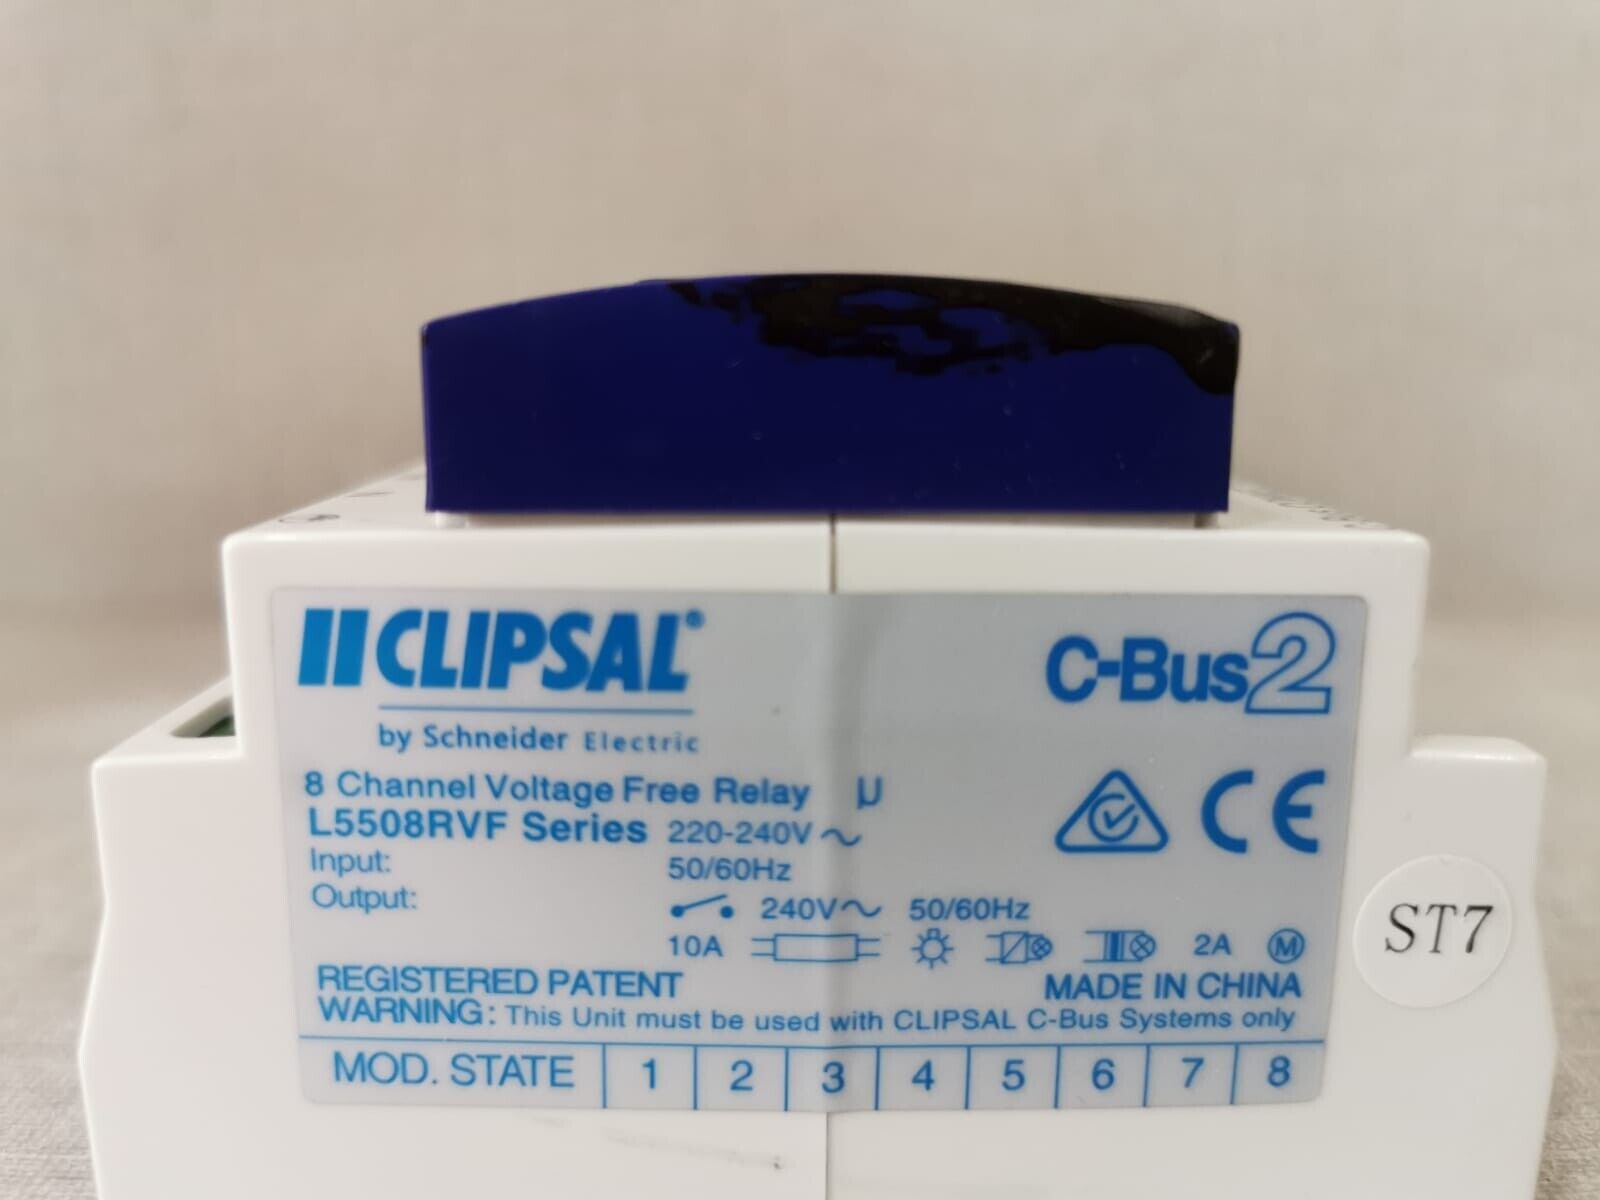 CLIPSAL®
C-Bus2
by Schneider Electric
8 Channel Voltage Free Relay µ
L5508RVF Series 220-240V ~
Input: 50/60Hz
Output:
240V ~ 50/60Hz
10A 2A M
CE
REGISTERED PATENT MADE IN CHINA
WARNING: This Unit must be used with CLIPSAL C-Bus Systems only
MOD. STATE 1 2 3 4 5 6 7 8
ST7